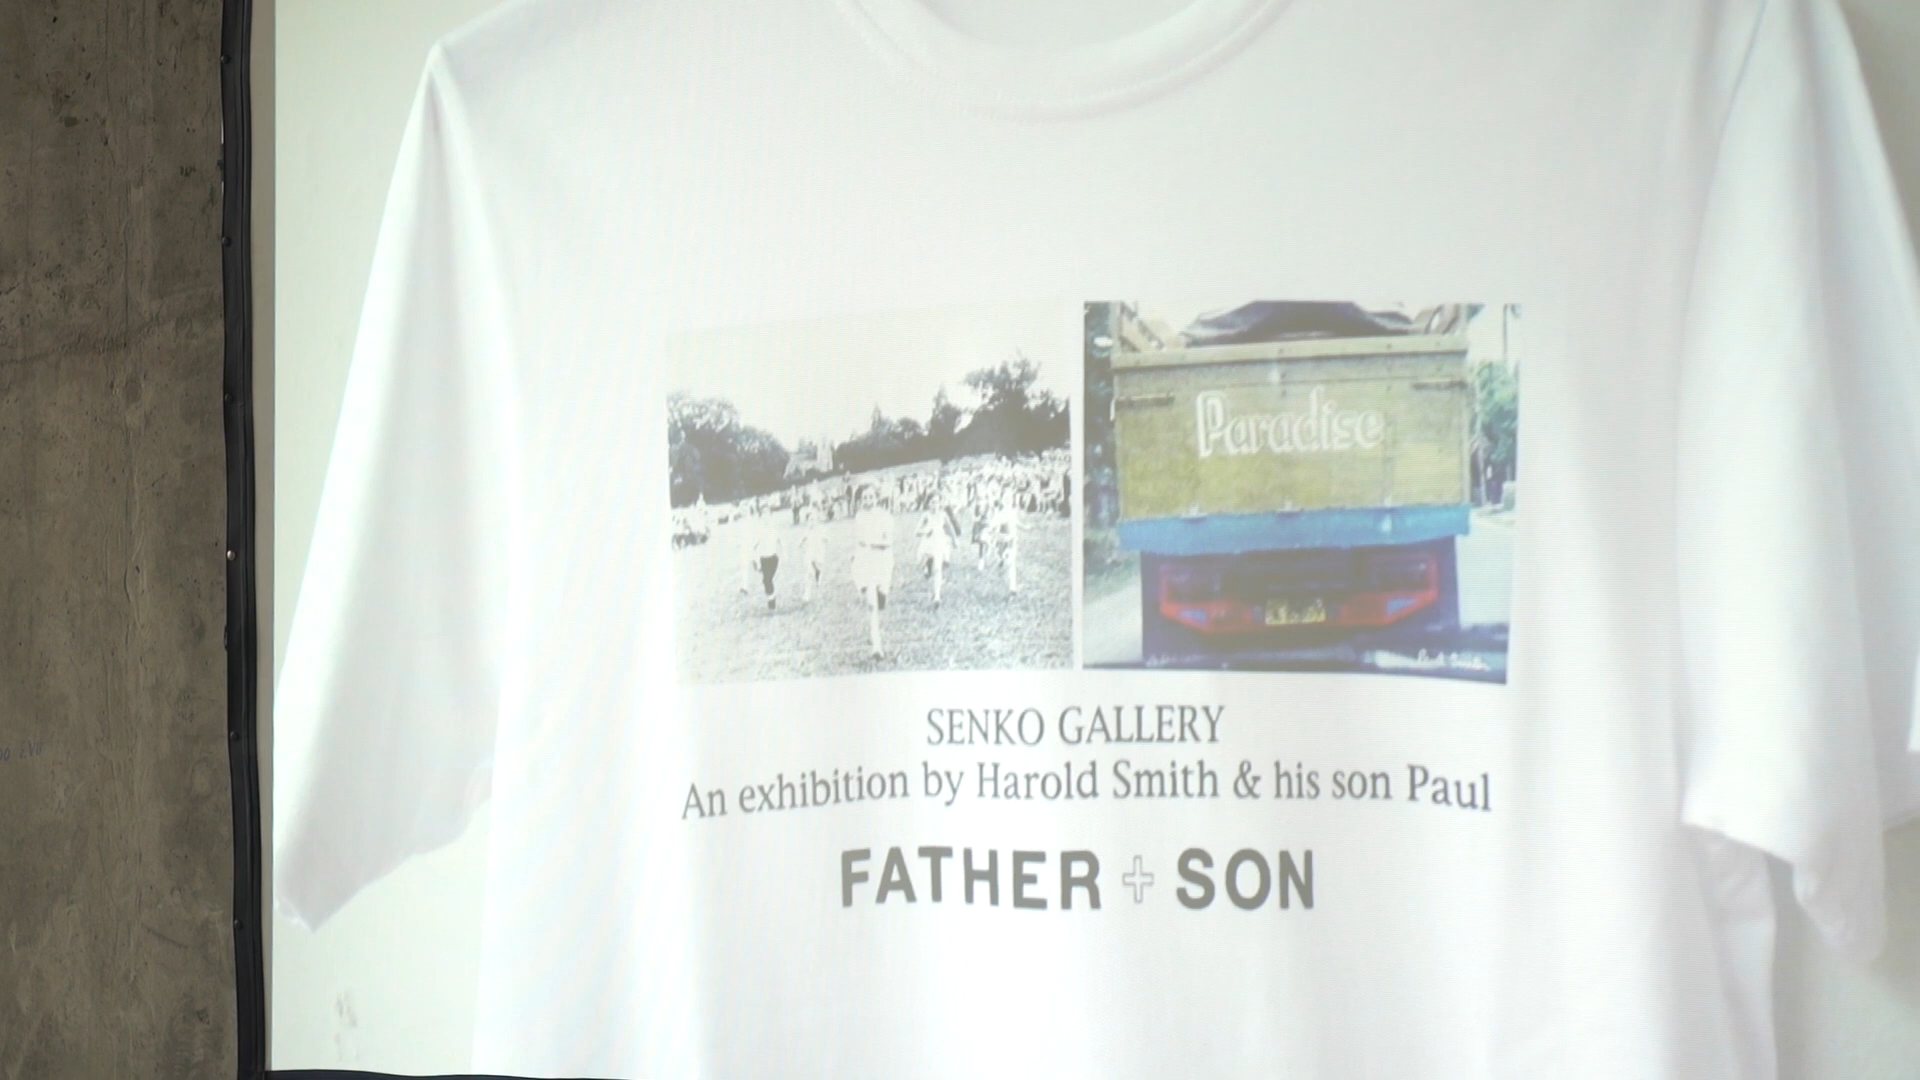 Paradise
SENKO GALLERY
An exhibition by Harold Smith & his son Paul
FATHER + SON